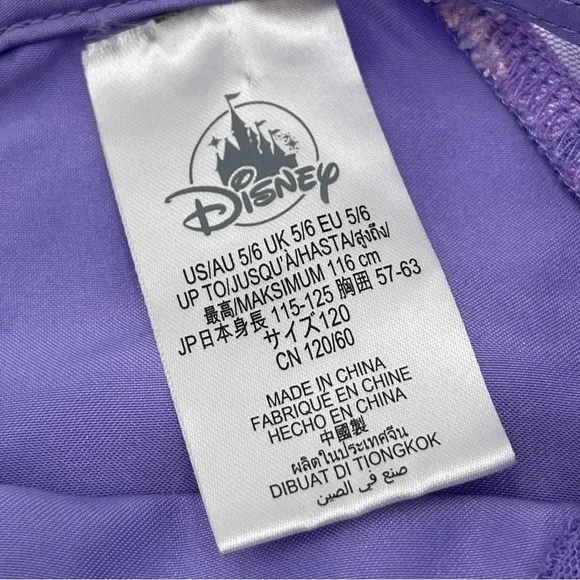 DISNEY
US/AU 5/6 UK 5/6 EU 5/6
UP TO/JUSQU'À/HASTA/สูงถึง/
最高/MAKSIMUM 116 cm
JP日本身長 115-125 胸囲 57-63
サイズ120
CN 120/60
MADE IN CHINA
FABRIQUE EN CHINE
HECHO EN CHINA
中國製
ผลิตในประเทศจีน
DIBUAT DI TIONGKOK
صنع في الصين